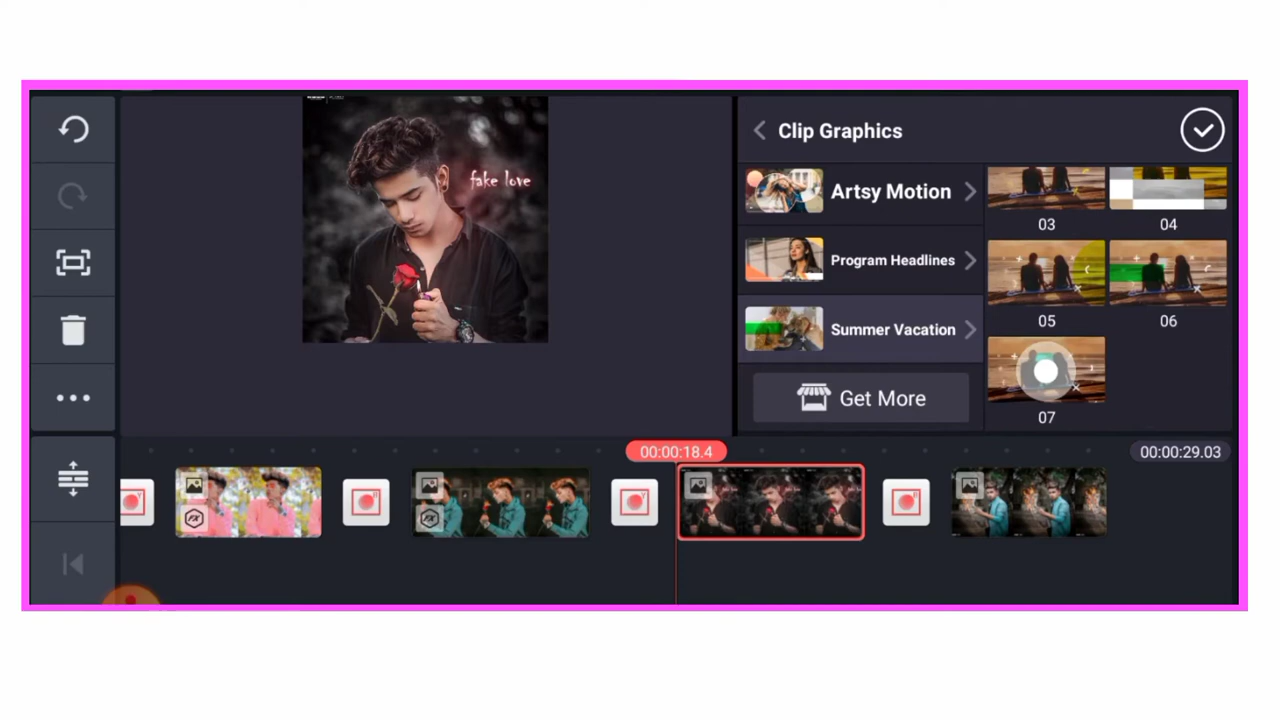 Clip Graphics
fake love
Artsy Motion
03
04
Program Headlines
05
06
Summer Vacation
Get More
07
00:00:18.4
00:00:29.03